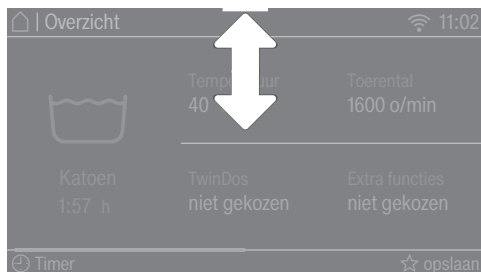 | Overzicht 11:02
Toerental
40 1600 o/min
Katoen TwinDos Extra functies
1:57 h niet gekozen niet gekozen
Timer opslaan